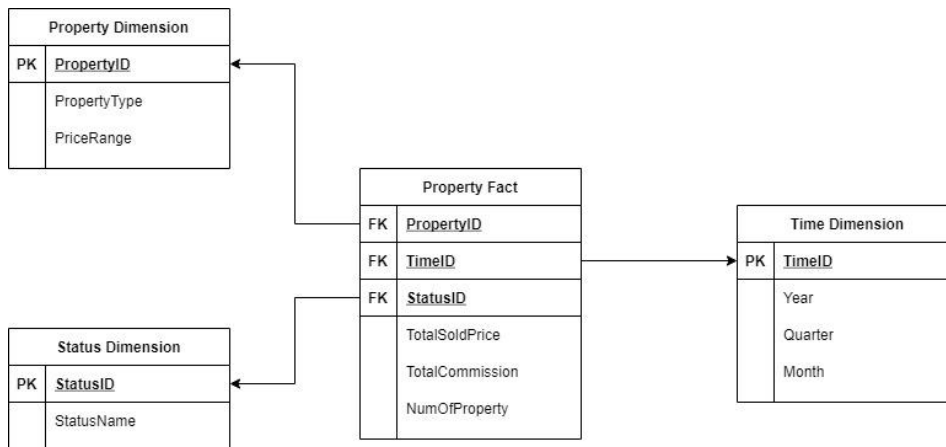 Property Dimension
PK PropertyID
PropertyType
PriceRange
Property Fact
FK PropertyID
FK TimeID
FK StatusID
TotalSoldPrice
TotalCommission
NumOfProperty
Time Dimension
PK TimeID
Year
Quarter
Month
Status Dimension
PK StatusID
StatusName